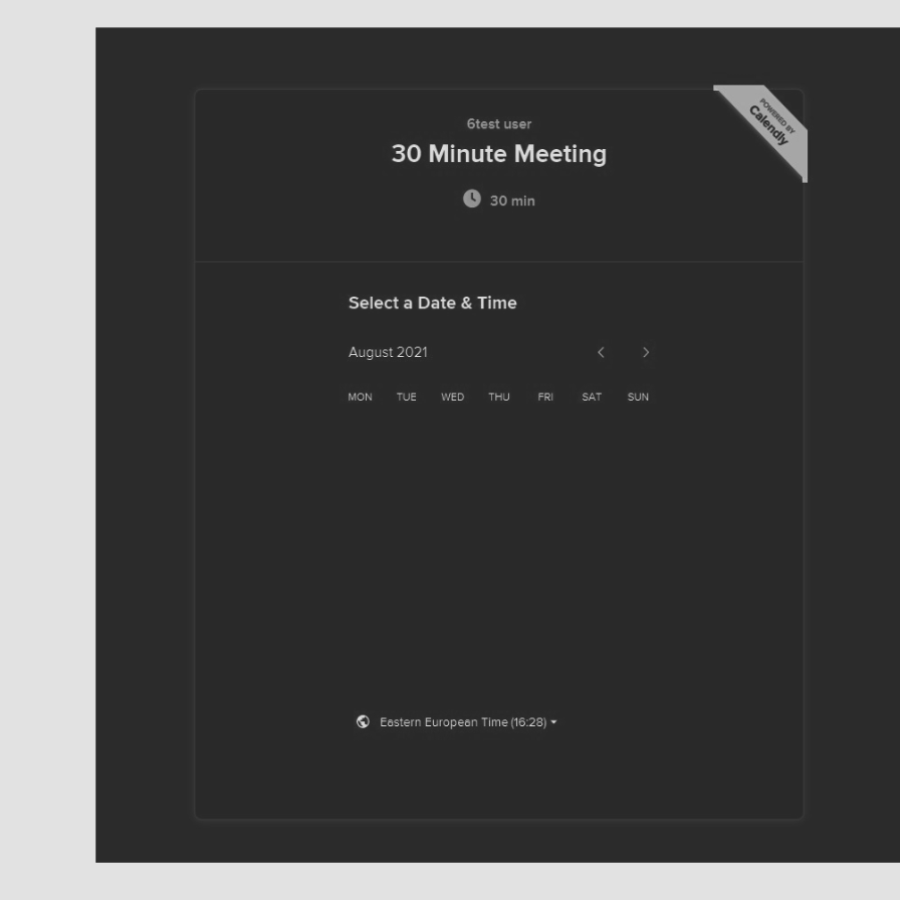 POWERED BY
Calendly
6test user
30 Minute Meeting
30 min
Select a Date & Time
August 2021
MON TUE WED THU FRI SAT SUN
Eastern European Time (16:28)